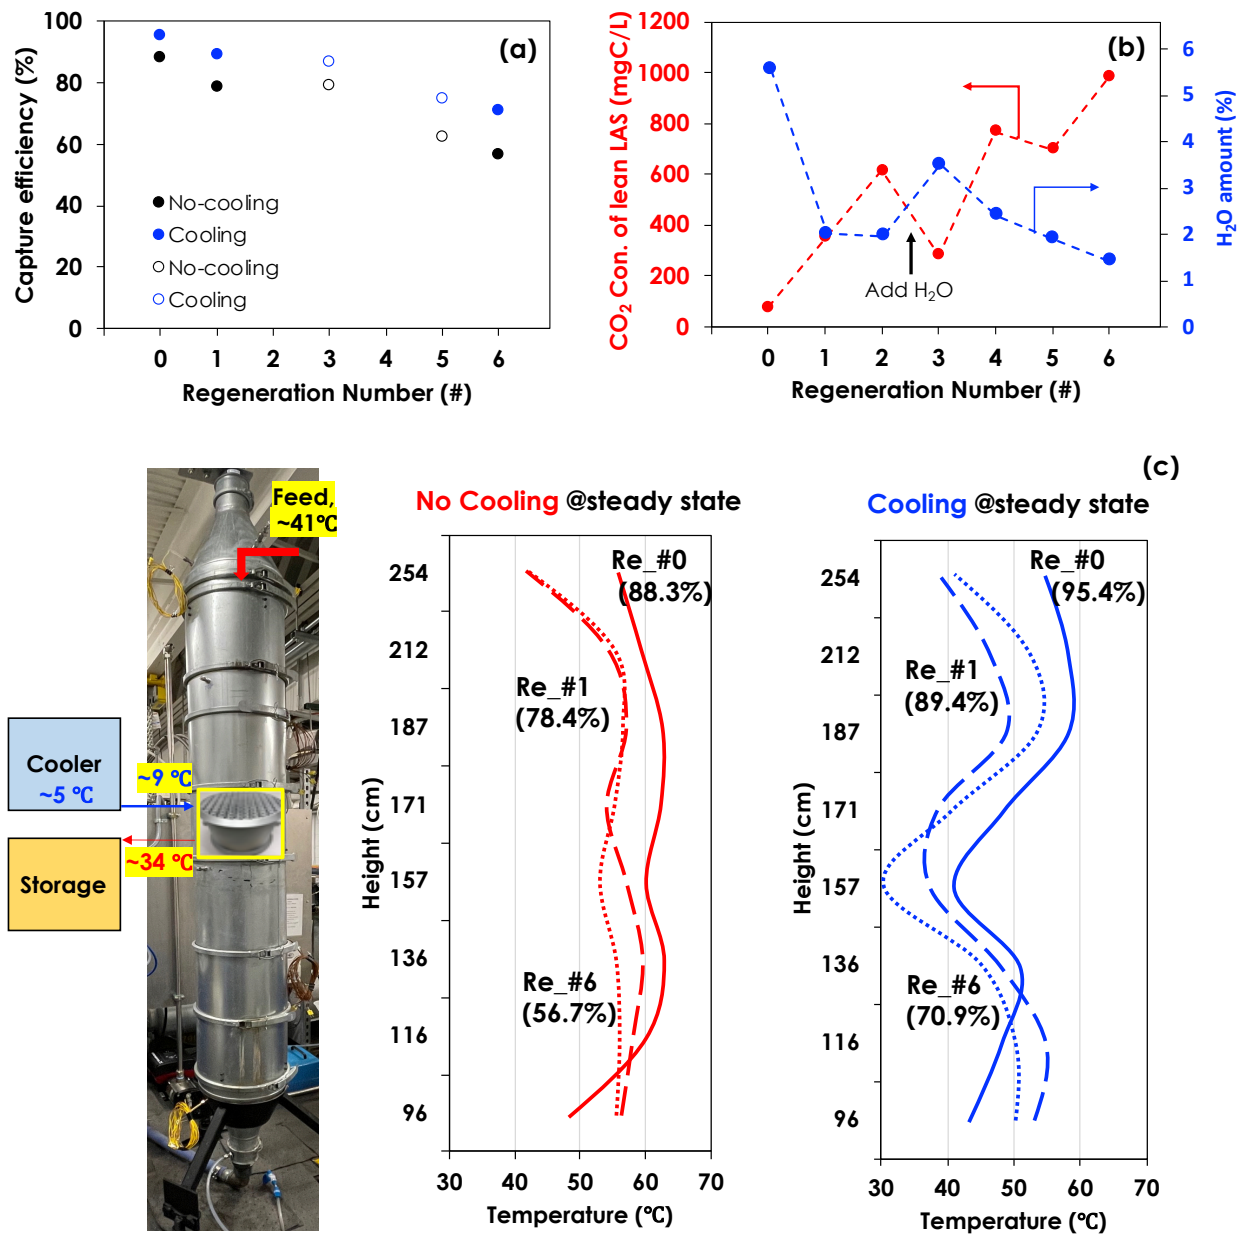 (a)
Capture efficiency (%)
100
80
60
40
20
0
No-cooling
Cooling
No-cooling
Cooling
0 1 2 3 4 5 6
Regeneration Number (#)
(b)
CO₂ Con. of lean LAS (mgC/L)
1200
1000
800
600
400
200
0
Add H₂O
6
5
4
3
2
1
0
H₂O amount (%)
0 1 2 3 4 5 6
Regeneration Number (#)
(c)
Feed,
~41℃
Cooler
~5 ℃
~9 ℃
~34 ℃
Storage
No Cooling @steady state
Height (cm)
254
212
187
171
157
136
116
96
Re_#0
(88.3%)
Re_#1
(78.4%)
Re_#6
(56.7%)
30 40 50 60 70
Temperature (℃)
Cooling @steady state
Height (cm)
254
212
187
171
157
136
116
96
Re_#0
(95.4%)
Re_#1
(89.4%)
Re_#6
(70.9%)
30 40 50 60 70
Temperature (℃)